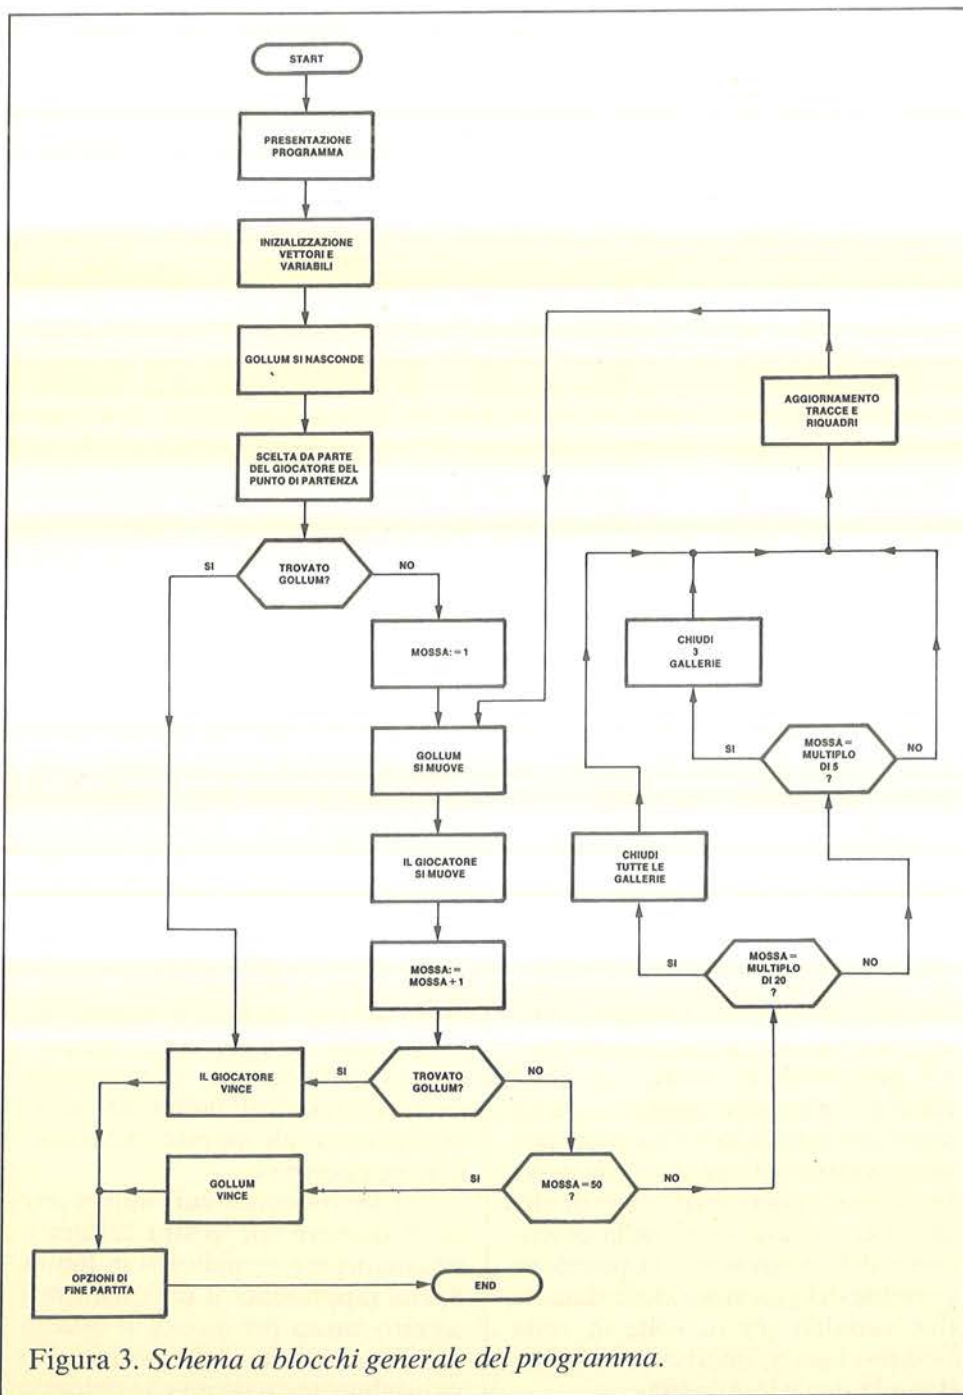 START
PRESENTAZIONE
PROGRAMMA
INIZIALIZZAZIONE
VETTORI E
VARIABILI
GOLLUM SI NASCONDE
SCELTA DA PARTE
DEL GIOCATORE DEL
PUNTO DI PARTENZA
SI
TROVATO
GOLLUM?
NO
MOSSA: = 1
GOLLUM
SI MUOVE
IL GIOCATORE
SI MUOVE
MOSSA: =
MOSSA + 1
IL GIOCATORE
VINCE
SI
TROVATO
GOLLUM?
NO
GOLLUM
VINCE
SI
MOSSA = 50
?
NO
OPZIONI DI
FINE PARTITA
END
AGGIORNAMENTO
TRACCE E
RIQUADRI
CHIUDI
3
GALLERIE
SI
MOSSA =
MULTIPLO
DI 5
?
NO
CHIUDI
TUTTE LE
GALLERIE
SI
MOSSA =
MULTIPLO
DI 20
?
NO
Figura 3. Schema a blocchi generale del programma.